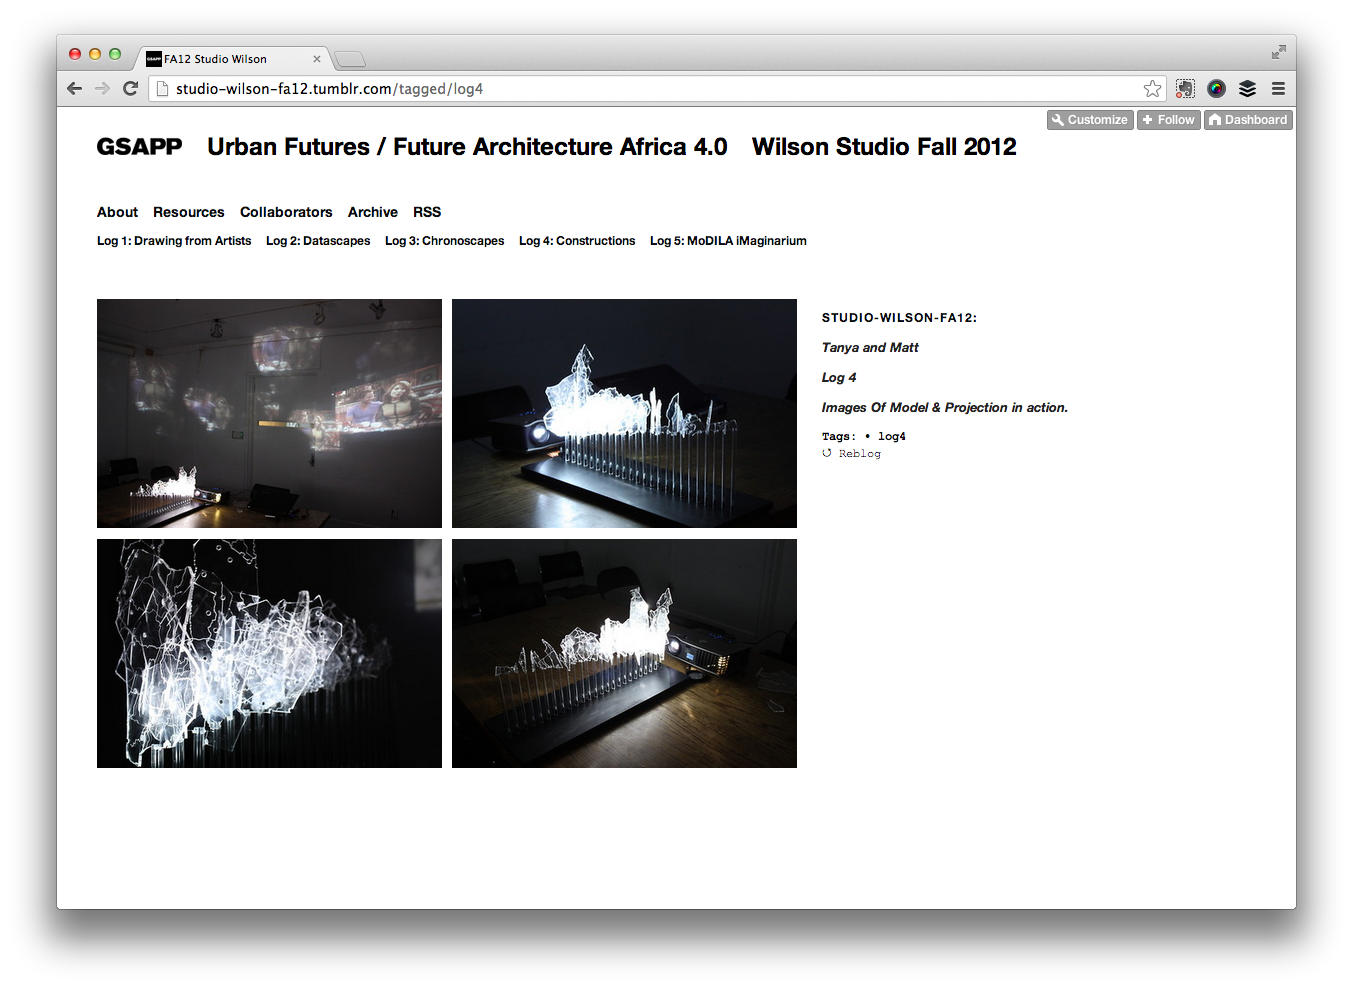 FA12 Studio Wilson
studio-wilson-fa12.tumblr.com/tagged/log4
Customize Follow Dashboard
GSAPP Urban Futures / Future Architecture Africa 4.0 Wilson Studio Fall 2012
About Resources Collaborators Archive RSS
Log 1: Drawing from Artists Log 2: Datascapes Log 3: Chronoscapes Log 4: Constructions Log 5: MoDILA iMaginarium
STUDIO-WILSON-FA12:
Tanya and Matt
Log 4
Images Of Model & Projection in action.
Tags: • log4
Reblog